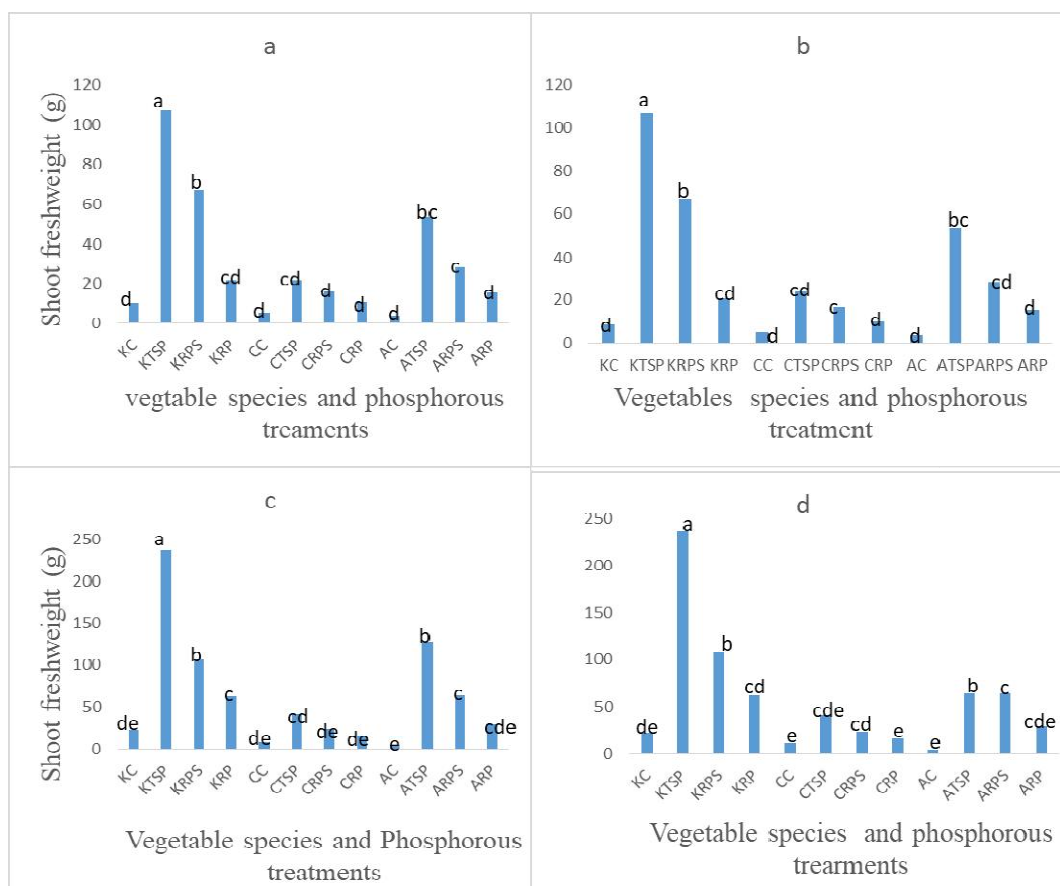 a
Shoot freshweight (g)
120
100
80
60
40
20
0
a
b
bc
cd
cd
c
d
d
d
d
d
d
KC KTSP KRPS KRP CC CTSP CRPS CRP AC ATSP ARPS ARP
vegtable species and phosphorous
treaments
b
120
100
80
60
40
20
0
a
b
bc
cd
cd
cd
c
d
d
d
d
d
KC KTSP KRPS KRP CC CTSP CRPS CRP AC ATSP ARPS ARP
Vegetables species and phosphorous
treatment
c
Shoot freshweight (g)
250
200
150
100
50
0
a
b
b
c
c
de
de
cd
de
de
e
cde
KC KTSP KRPS KRP CC CTSP CRPS CRP AC ATSP ARPS ARP
Vegetable species and Phosphorous
treatments
d
250
200
150
100
50
0
a
b
b
c
cd
cde
cd
cde
de
e
e
e
KC KTSP KRPS KRP CC CTSP CRPS CRP AC ATSP ARPS ARP
Vegetable species and phosphorous
trearments